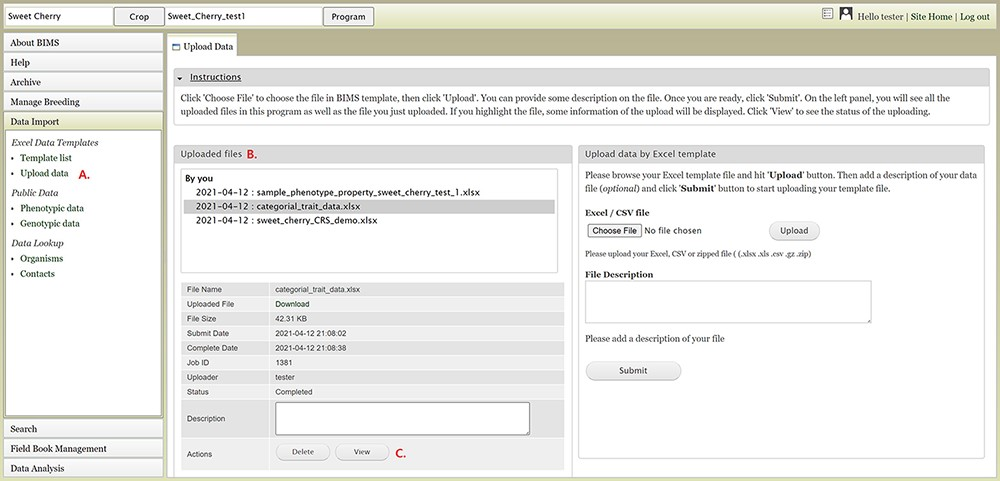 Sweet Cherry Crop Sweet_Cherry_test1 Program Hello tester | Site Home | Log out
About BIMS
Help
Archive
Manage Breeding
Data Import
Excel Data Templates
• Template list
• Upload data A.
Public Data
• Phenotypic data
• Genotypic data
Data Lookup
• Organisms
• Contacts
Search
Field Book Management
Data Analysis
Upload Data
Instructions
Click 'Choose File' to choose the file in BIMS template, then click 'Upload'. You can provide some description on the file. Once you are ready, click 'Submit'. On the left panel, you will see all the
uploaded files in this program as well as the file you just uploaded. If you highlight the file, some information of the upload will be displayed. Click 'View' to see the status of the uploading.
Uploaded files B.
By you
2021-04-12 : sample_phenotype_property_sweet_cherry_test_1.xlsx
2021-04-12 : categorial_trait_data.xlsx
2021-04-12 : sweet_cherry_CRS_demo.xlsx
File Name categorial_trait_data.xlsx
Uploaded File Download
File Size 42.31 KB
Submit Date 2021-04-12 21:08:02
Complete Date 2021-04-12 21:08:38
Job ID 1381
Uploader tester
Status Completed
Description
Actions Delete View C.
Upload data by Excel template
Please browse your Excel template file and hit 'Upload' button. Then add a description of your data
file (optional) and click 'Submit' button to start uploading your template file.
Excel / CSV file
Choose File No file chosen Upload
Please upload your Excel, CSV or zipped file ( (.xlsx .xls .csv .gz .zip)
File Description
Please add a description of your file
Submit